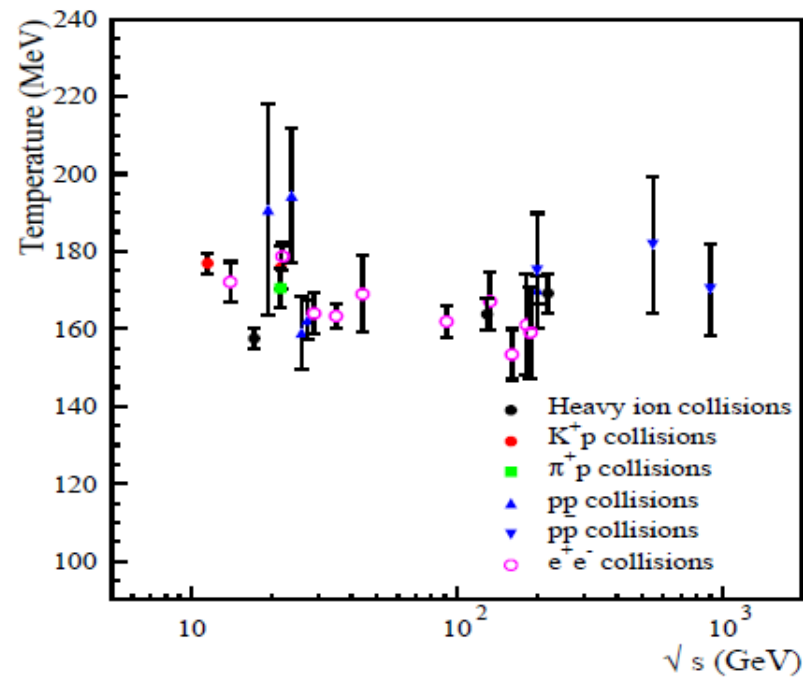 Temperature (MeV)
240
220
200
180
160
140
120
100
Heavy ion collisions
K⁺p collisions
π⁺p collisions
pp collisions
pp̄ collisions
e⁺e⁻ collisions
10
10²
10³
√ s (GeV)